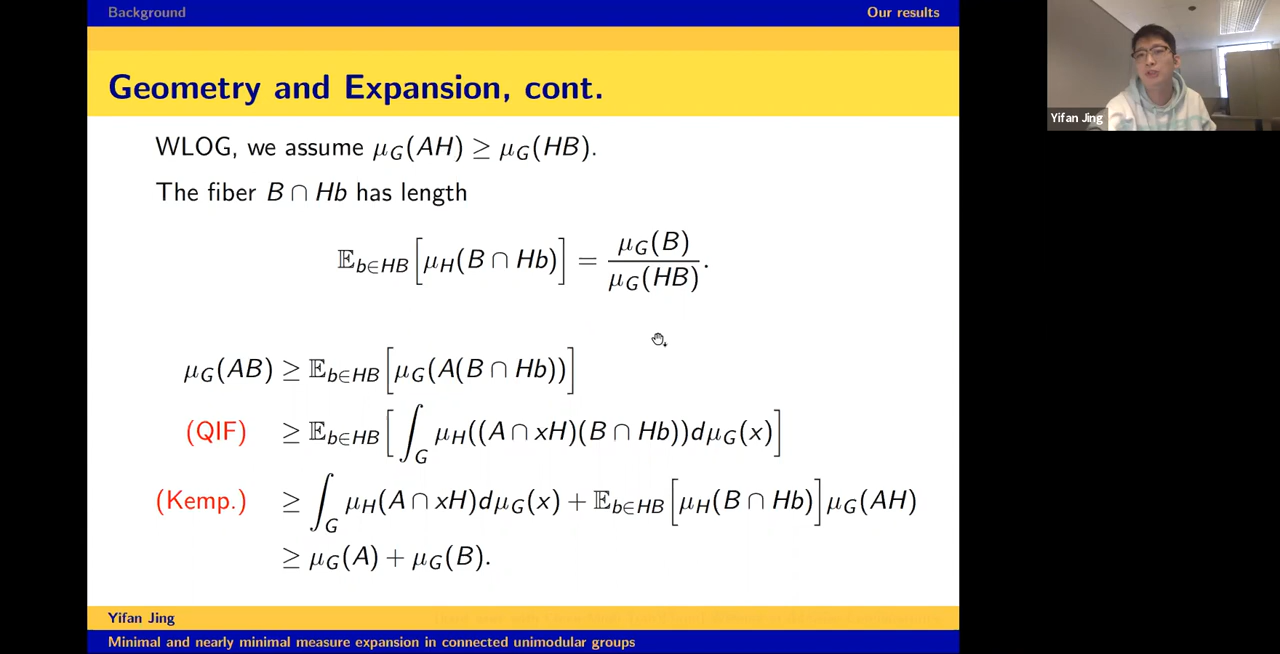 Background
Our results
Geometry and Expansion, cont.
WLOG, we assume μ_G(AH) ≥ μ_G(HB).
The fiber B ∩ Hb has length
𝔼_{b∈HB}[μ_H(B ∩ Hb)] = μ_G(B) / μ_G(HB).
μ_G(AB) ≥ 𝔼_{b∈HB}[μ_G(A(B ∩ Hb))]
(QIF) ≥ 𝔼_{b∈HB}[∫_G μ_H((A ∩ xH)(B ∩ Hb))dμ_G(x)]
(Kemp.) ≥ ∫_G μ_H(A ∩ xH)dμ_G(x) + 𝔼_{b∈HB}[μ_H(B ∩ Hb)]μ_G(AH)
≥ μ_G(A) + μ_G(B).
Yifan Jing
Minimal and nearly minimal measure expansion in connected unimodular groups
Yifan Jing